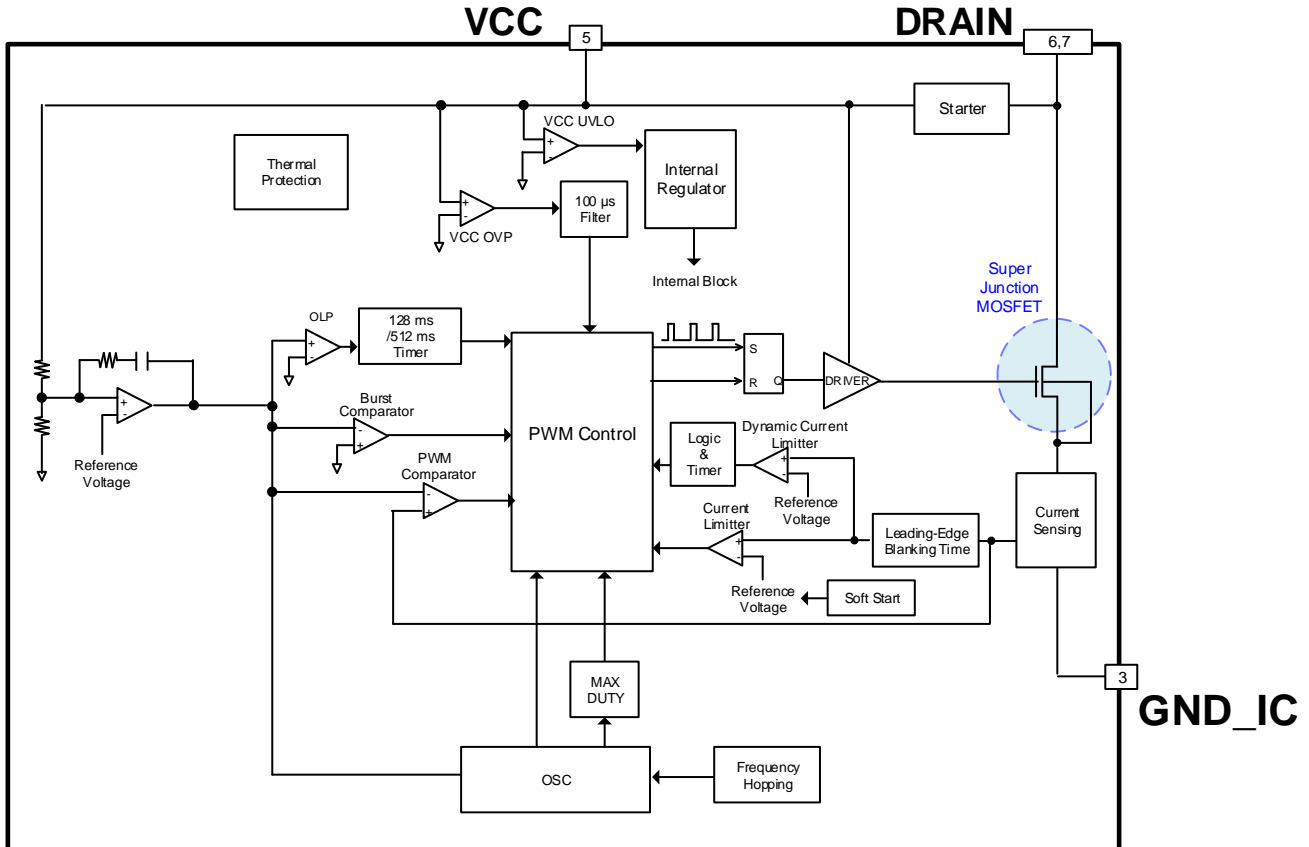 VCC
DRAIN
5
6,7
Starter
VCC UVLO
+
-
Thermal
Protection
Internal
Regulator
100 µs
Filter
+
-
VCC OVP
Internal Block
Super
Junction
MOSFET
OLP
+
-
128 ms
/512 ms
Timer
S
R
Q
DRIVER
+
-
Reference
Voltage
Burst
Comparator
-
+
PWM Control
PWM
Comparator
-
+
Logic
&
Timer
Dynamic Current
Limitter
+
-
Reference
Voltage
Current
Limitter
+
-
Leading-Edge
Blanking Time
Current
Sensing
Reference
Voltage
Soft Start
3
GND_IC
MAX
DUTY
OSC
Frequency
Hopping